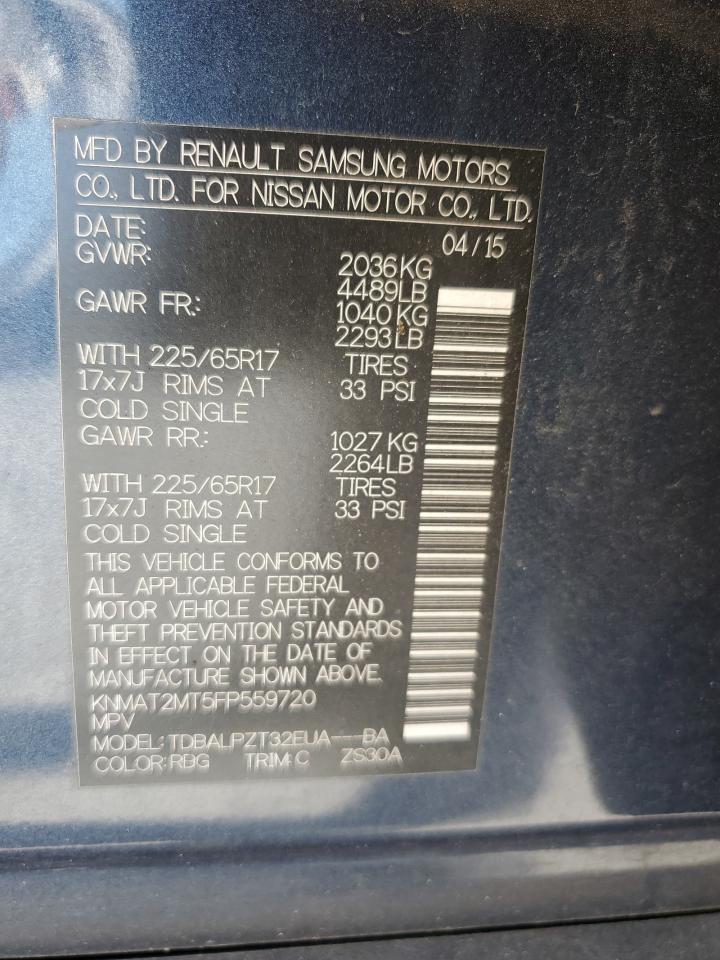 MFD BY RENAULT SAMSUNG MOTORS
CO., LTD. FOR NISSAN MOTOR CO., LTD.
DATE: 04/15
GVWR: 2036KG
4489LB
GAWR FR.: 1040KG
2293LB
WITH 225/65R17 TIRES
17x7J RIMS AT 33 PSI
COLD SINGLE
GAWR RR.: 1027KG
2264LB
WITH 225/65R17 TIRES
17x7J RIMS AT 33 PSI
COLD SINGLE
THIS VEHICLE CONFORMS TO
ALL APPLICABLE FEDERAL
MOTOR VEHICLE SAFETY AND
THEFT PREVENTION STANDARDS
IN EFFECT ON THE DATE OF
MANUFACTURE SHOWN ABOVE.
KNMAT2MT5FP559720
MPV
MODEL: TDBALPZT32EUA---BA
COLOR: RBG TRIM: C ZS30A